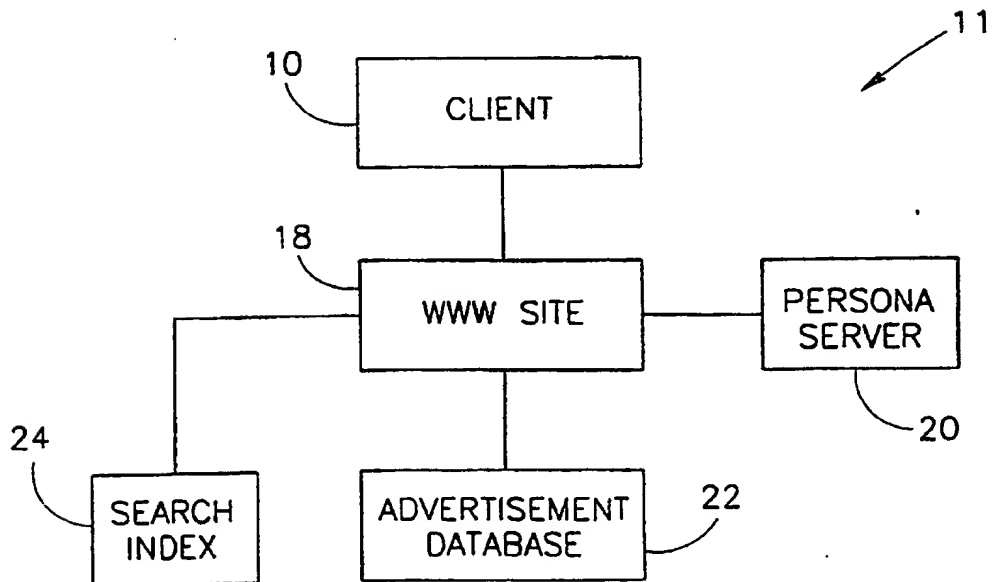 11
10
CLIENT
18
WWW SITE
PERSONA
SERVER
20
24
SEARCH
INDEX
ADVERTISEMENT
DATABASE
22